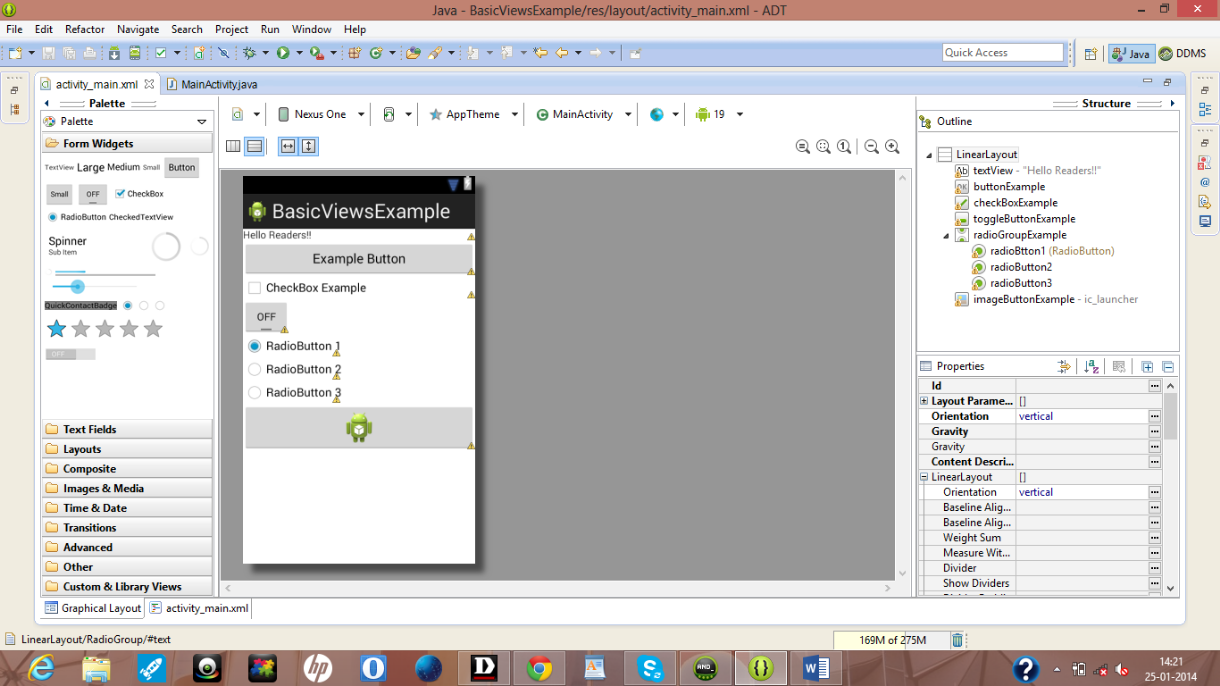 Java - BasicViewsExample/res/layout/activity_main.xml - ADT
File Edit Refactor Navigate Search Project Run Window Help
Quick Access
Java
DDMS
activity_main.xml
MainActivity.java
Palette
Palette
Form Widgets
TextView Large Medium Small Button
Small OFF CheckBox
RadioButton CheckedTextView
Spinner
Sub Item
QuickContactBadge
OFF
Text Fields
Layouts
Composite
Images & Media
Time & Date
Transitions
Advanced
Other
Custom & Library Views
Graphical Layout activity_main.xml
Nexus One AppTheme MainActivity 19
BasicViewsExample
Hello Readers!!
Example Button
CheckBox Example
OFF
RadioButton 1
RadioButton 2
RadioButton 3
Structure
Outline
LinearLayout
Ab textView - "Hello Readers!!"
OK buttonExample
checkBoxExample
toggleButtonExample
radioGroupExample
radioBtton1 (RadioButton)
radioButton2
radioButton3
imageButtonExample - ic_launcher
Properties
Id
Layout Parame... []
Orientation vertical
Gravity
Gravity
Content Descri...
LinearLayout []
Orientation vertical
Baseline Alig...
Baseline Alig...
Weight Sum
Measure Wit...
Divider
Show Dividers
LinearLayout/RadioGroup/#text
169M of 275M
14:21
25-01-2014